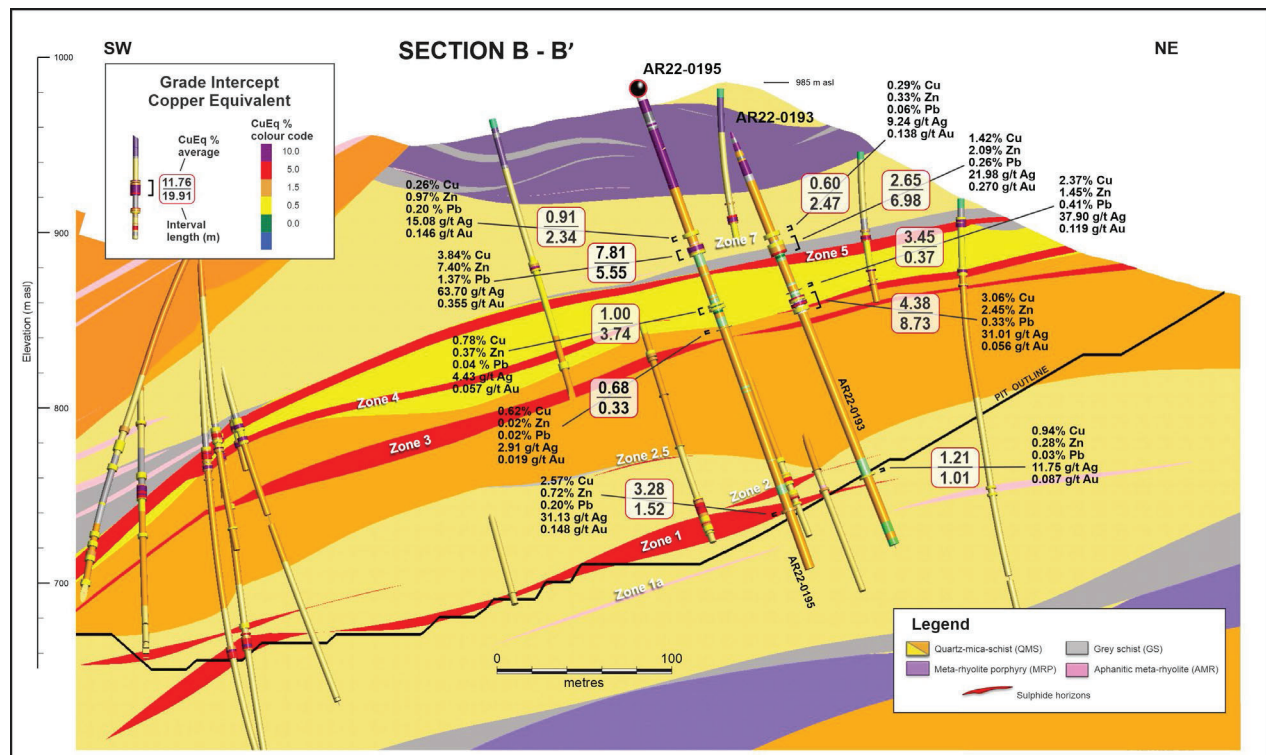 SW
SECTION B - B’
NE
Grade Intercept
Copper Equivalent
CuEq %
average
11.76
19.91
Interval
length (m)
CuEq %
colour code
10.0
5.0
1.5
0.5
0.0
Elevation (m asl)
1000
900
800
700
AR22-0195
985 m asl
AR22-0193
0.29% Cu
0.33% Zn
0.06% Pb
9.24 g/t Ag
0.138 g/t Au
0.60
2.47
1.42% Cu
2.09% Zn
0.26% Pb
21.98 g/t Ag
0.270 g/t Au
2.65
6.98
2.37% Cu
1.45% Zn
0.41% Pb
37.90 g/t Ag
0.119 g/t Au
3.45
0.37
0.26% Cu
0.97% Zn
0.20 % Pb
15.08 g/t Ag
0.146 g/t Au
0.91
2.34
3.84% Cu
7.40% Zn
1.37% Pb
63.70 g/t Ag
0.355 g/t Au
7.81
5.55
0.78% Cu
0.37% Zn
0.04 % Pb
4.43 g/t Ag
0.057 g/t Au
1.00
3.74
3.06% Cu
2.45% Zn
0.33% Pb
31.01 g/t Ag
0.056 g/t Au
4.38
8.73
0.62% Cu
0.02% Zn
0.02% Pb
2.91 g/t Ag
0.019 g/t Au
0.68
0.33
0.94% Cu
0.28% Zn
0.03% Pb
11.75 g/t Ag
0.087 g/t Au
1.21
1.01
2.57% Cu
0.72% Zn
0.20% Pb
31.13 g/t Ag
0.148 g/t Au
3.28
1.52
Zone 7
Zone 5
Zone 4
Zone 3
Zone 2.5
Zone 2
Zone 1
Zone 1a
PIT OUTLINE
AR22-0193
AR22-0195
0
100
metres
Legend
Quartz-mica-schist (QMS)
Grey schist (GS)
Meta-rhyolite porphyry (MRP)
Aphanitic meta-rhyolite (AMR)
Sulphide horizons